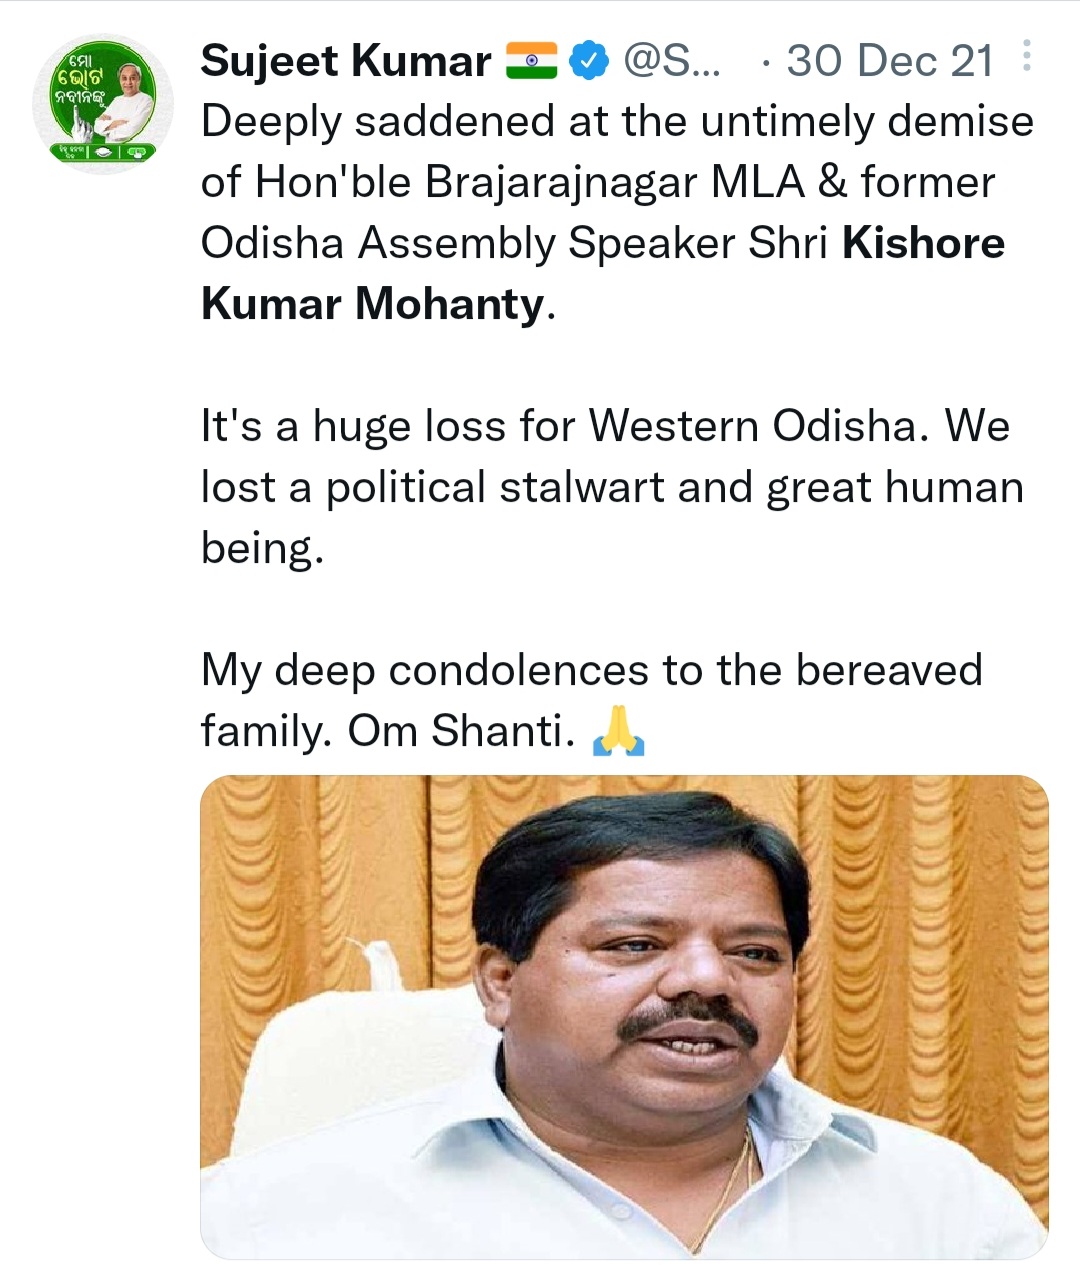 ମୋ
ଭୋଟ
ନବୀନଙ୍କୁ
Sujeet Kumar 🇮🇳 @S... · 30 Dec 21
Deeply saddened at the untimely demise
of Hon'ble Brajarajnagar MLA & former
Odisha Assembly Speaker Shri Kishore
Kumar Mohanty.
It's a huge loss for Western Odisha. We
lost a political stalwart and great human
being.
My deep condolences to the bereaved
family. Om Shanti. 🙏